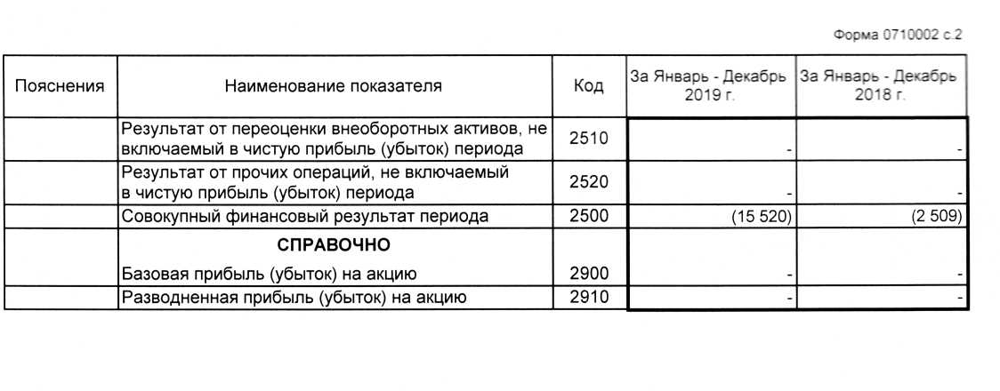 Форма 0710002 с.2
Пояснения Наименование показателя Код За Январь - Декабрь 2019 г. За Январь - Декабрь 2018 г.
Результат от переоценки внеоборотных активов, не
включаемый в чистую прибыль (убыток) периода 2510 - -
Результат от прочих операций, не включаемый
в чистую прибыль (убыток) периода 2520 - -
Совокупный финансовый результат периода 2500 (15 520) (2 509)
СПРАВОЧНО
Базовая прибыль (убыток) на акцию 2900 - -
Разводненная прибыль (убыток) на акцию 2910 - -